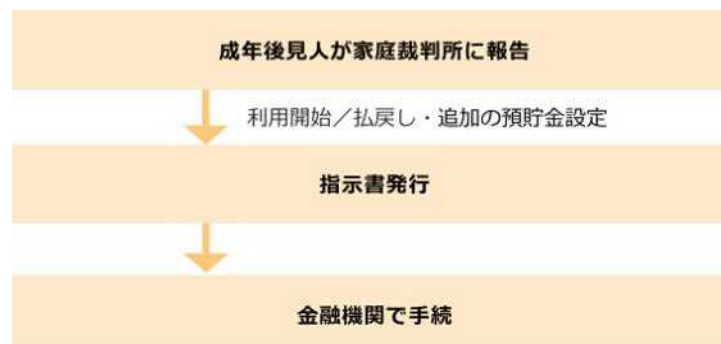 成年後見人が家庭裁判所に報告
利用開始／払戻し・追加の預貯金設定
指示書発行
金融機関で手続